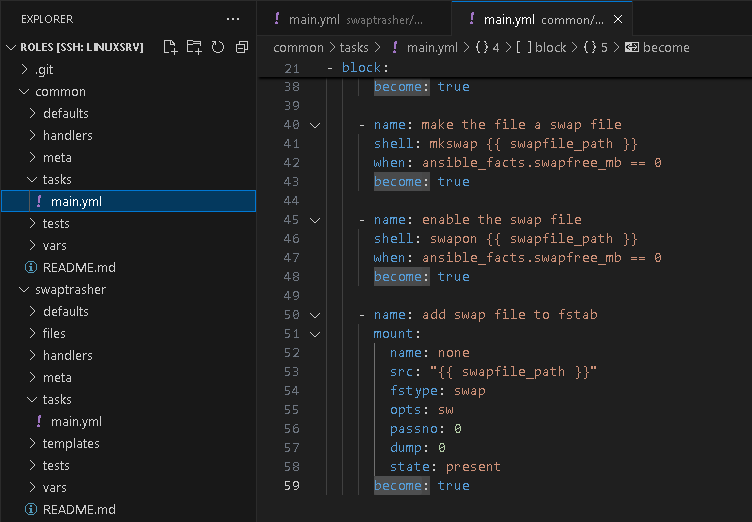 EXPLORER
ROLES [SSH: LINUXSRV]
.git
common
defaults
handlers
meta
tasks
! main.yml
tests
vars
README.md
swaptrasher
defaults
files
handlers
meta
tasks
! main.yml
templates
tests
vars
README.md
! main.yml swaptrasher/...
! main.yml common/... ×
common > tasks > ! main.yml > {} 4 > [ ] block > {} 5 > become
21 - block:
38 become: true
39
40 - name: make the file a swap file
41 shell: mkswap {{ swapfile_path }}
42 when: ansible_facts.swapfree_mb == 0
43 become: true
44
45 - name: enable the swap file
46 shell: swapon {{ swapfile_path }}
47 when: ansible_facts.swapfree_mb == 0
48 become: true
49
50 - name: add swap file to fstab
51 mount:
52 name: none
53 src: "{{ swapfile_path }}"
54 fstype: swap
55 opts: sw
56 passno: 0
57 dump: 0
58 state: present
59 become: true